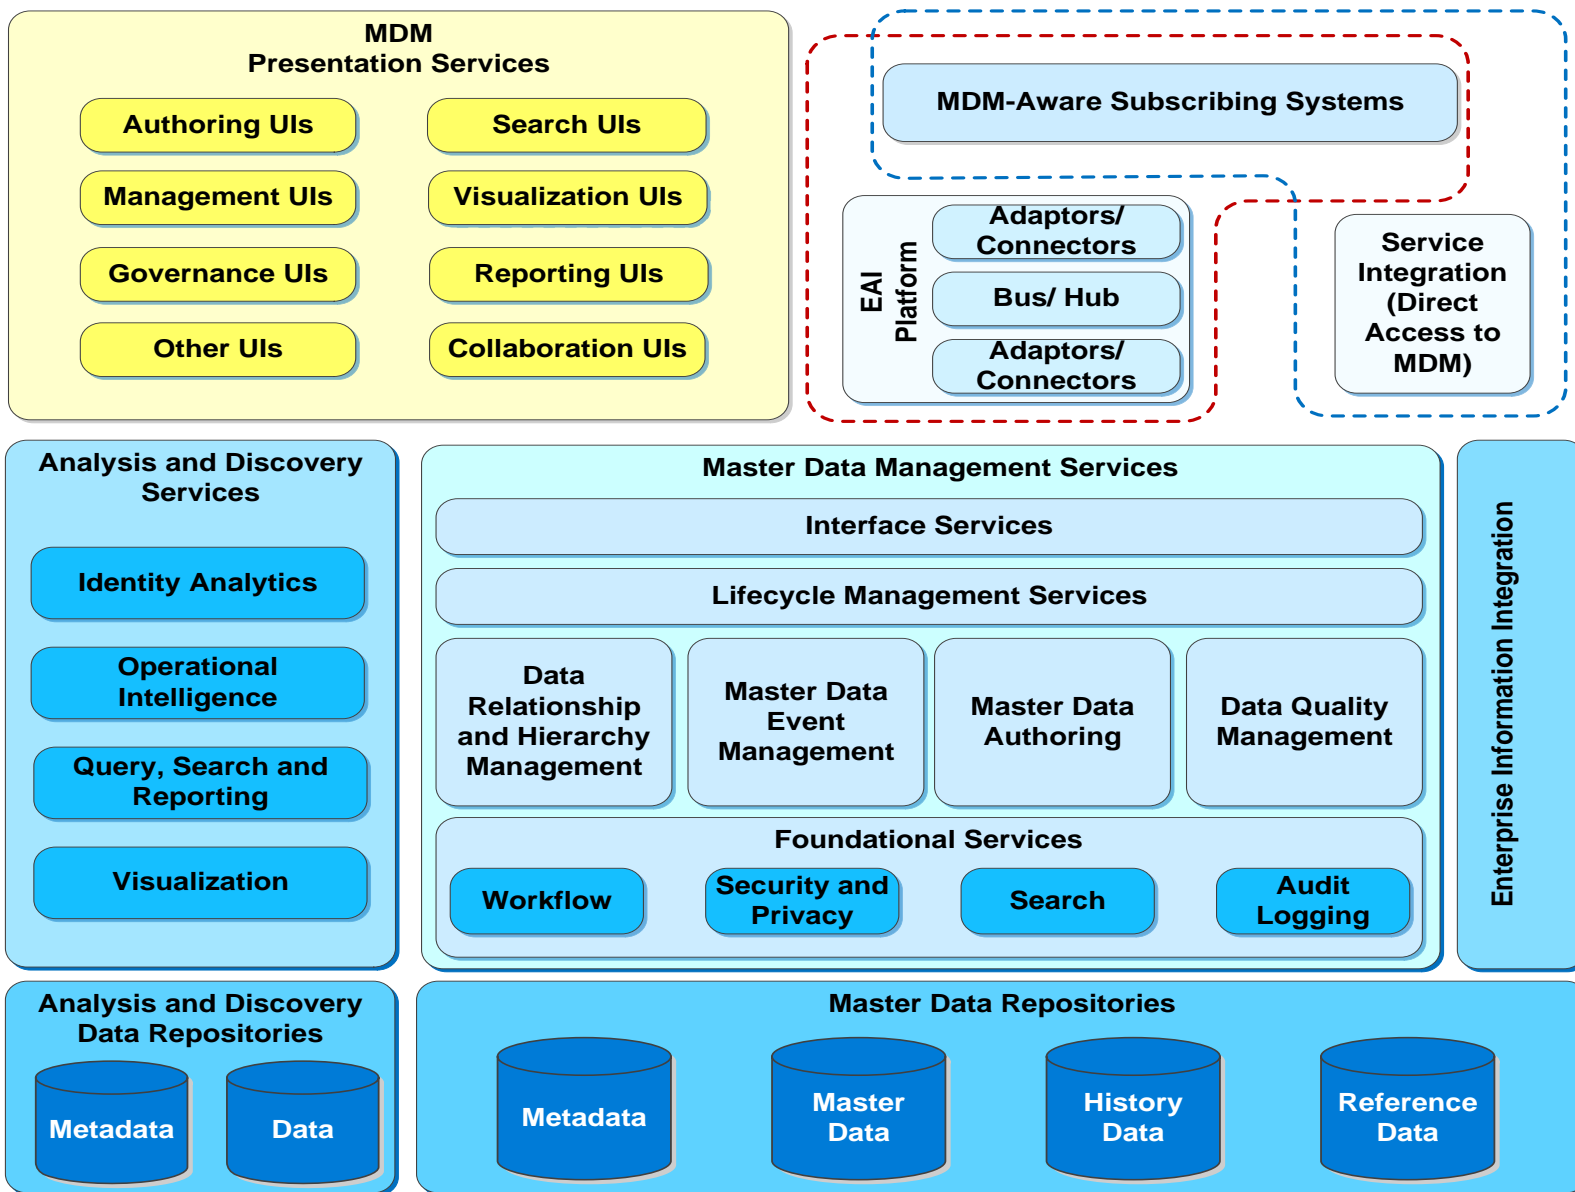 MDM
Presentation Services
Authoring UIs
Search UIs
Management UIs
Visualization UIs
Governance UIs
Reporting UIs
Other UIs
Collaboration UIs
MDM-Aware Subscribing Systems
EAI
Platform
Adaptors/
Connectors
Bus/ Hub
Adaptors/
Connectors
Service
Integration
(Direct
Access to
MDM)
Analysis and Discovery
Services
Identity Analytics
Operational
Intelligence
Query, Search and
Reporting
Visualization
Master Data Management Services
Interface Services
Lifecycle Management Services
Data
Relationship
and Hierarchy
Management
Master Data
Event
Management
Master Data
Authoring
Data Quality
Management
Foundational Services
Workflow
Security and
Privacy
Search
Audit
Logging
Enterprise Information Integration
Analysis and Discovery
Data Repositories
Metadata
Data
Master Data Repositories
Metadata
Master
Data
History
Data
Reference
Data